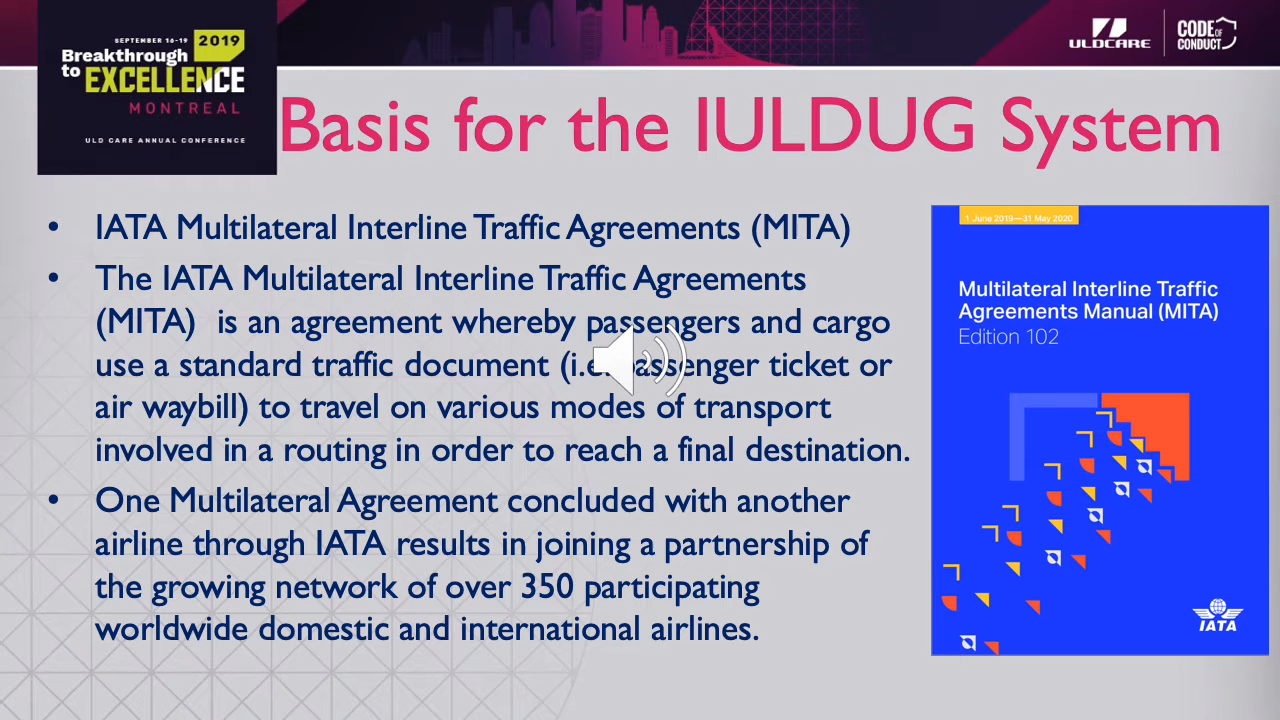 SEPTEMBER 16-19 2019
Breakthrough
to EXCELLENCE
MONTREAL
ULD CARE ANNUAL CONFERENCE
ULDCARE
CODE OF
CONDUCT
Basis for the IULDUG System
• IATA Multilateral Interline Traffic Agreements (MITA)
• The IATA Multilateral Interline Traffic Agreements
(MITA) is an agreement whereby passengers and cargo
use a standard traffic document (i.e. passenger ticket or
air waybill) to travel on various modes of transport
involved in a routing in order to reach a final destination.
• One Multilateral Agreement concluded with another
airline through IATA results in joining a partnership of
the growing network of over 350 participating
worldwide domestic and international airlines.
1 June 2019—31 May 2020
Multilateral Interline Traffic
Agreements Manual (MITA)
Edition 102
IATA